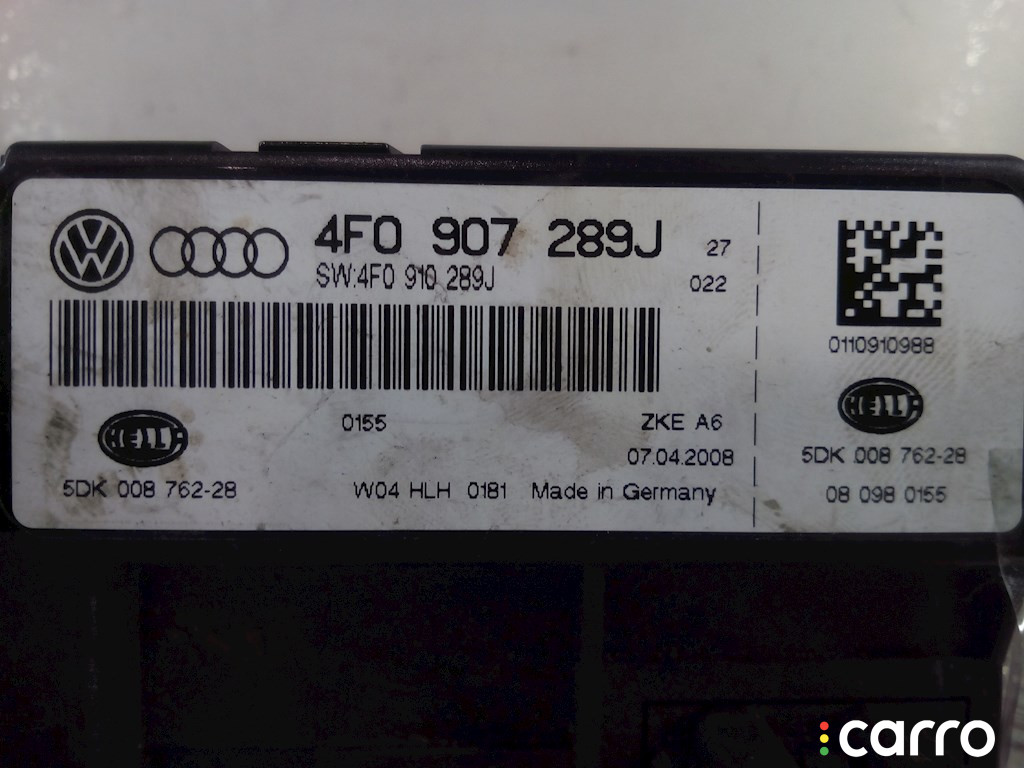 4F0 907 289J 27
SW:4F0 910 289J 022
0110910988
0155 ZKE A6
HELLA
HELLA
07.04.2008
5DK 008 762-28
5DK 008 762-28
W04 HLH 0181 Made in Germany
08 098 0155
carro